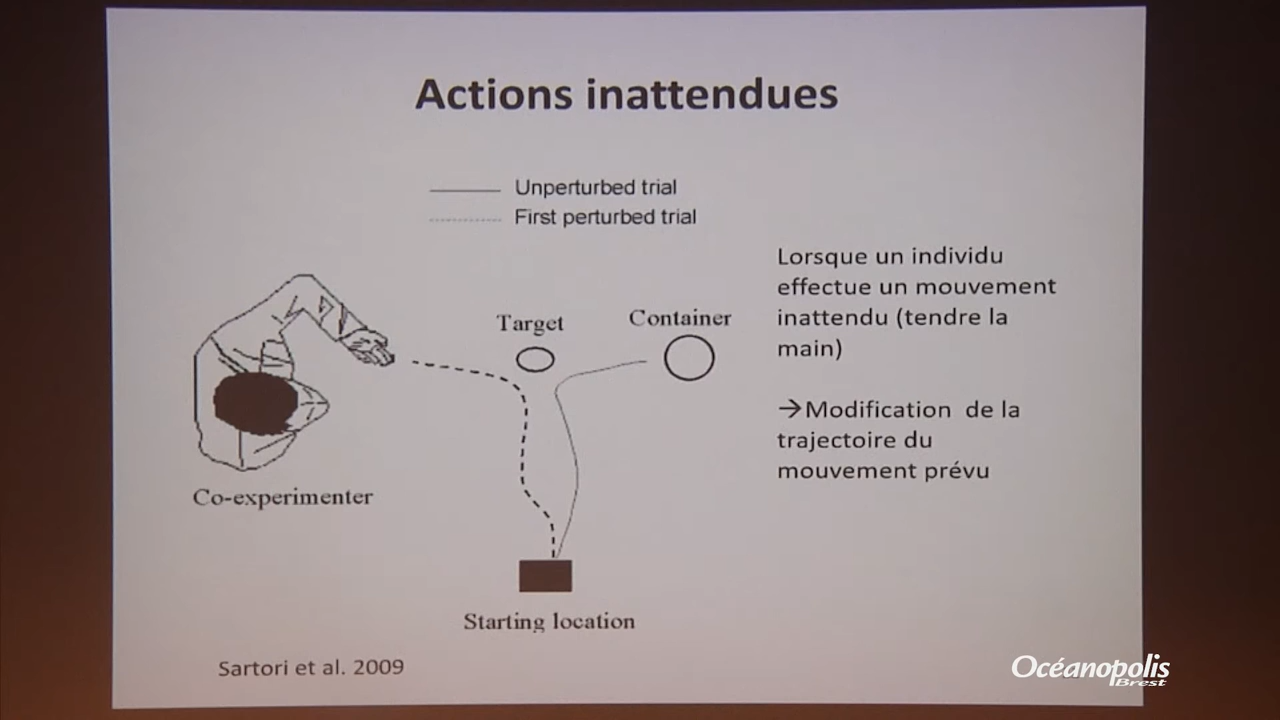 Actions inattendues
Unperturbed trial
First perturbed trial
Lorsque un individu
effectue un mouvement
inattendu (tendre la
main)
→Modification de la
trajectoire du
mouvement prévu
Target
Container
Co-experimenter
Starting location
Sartori et al. 2009
Océanopolis
Brest